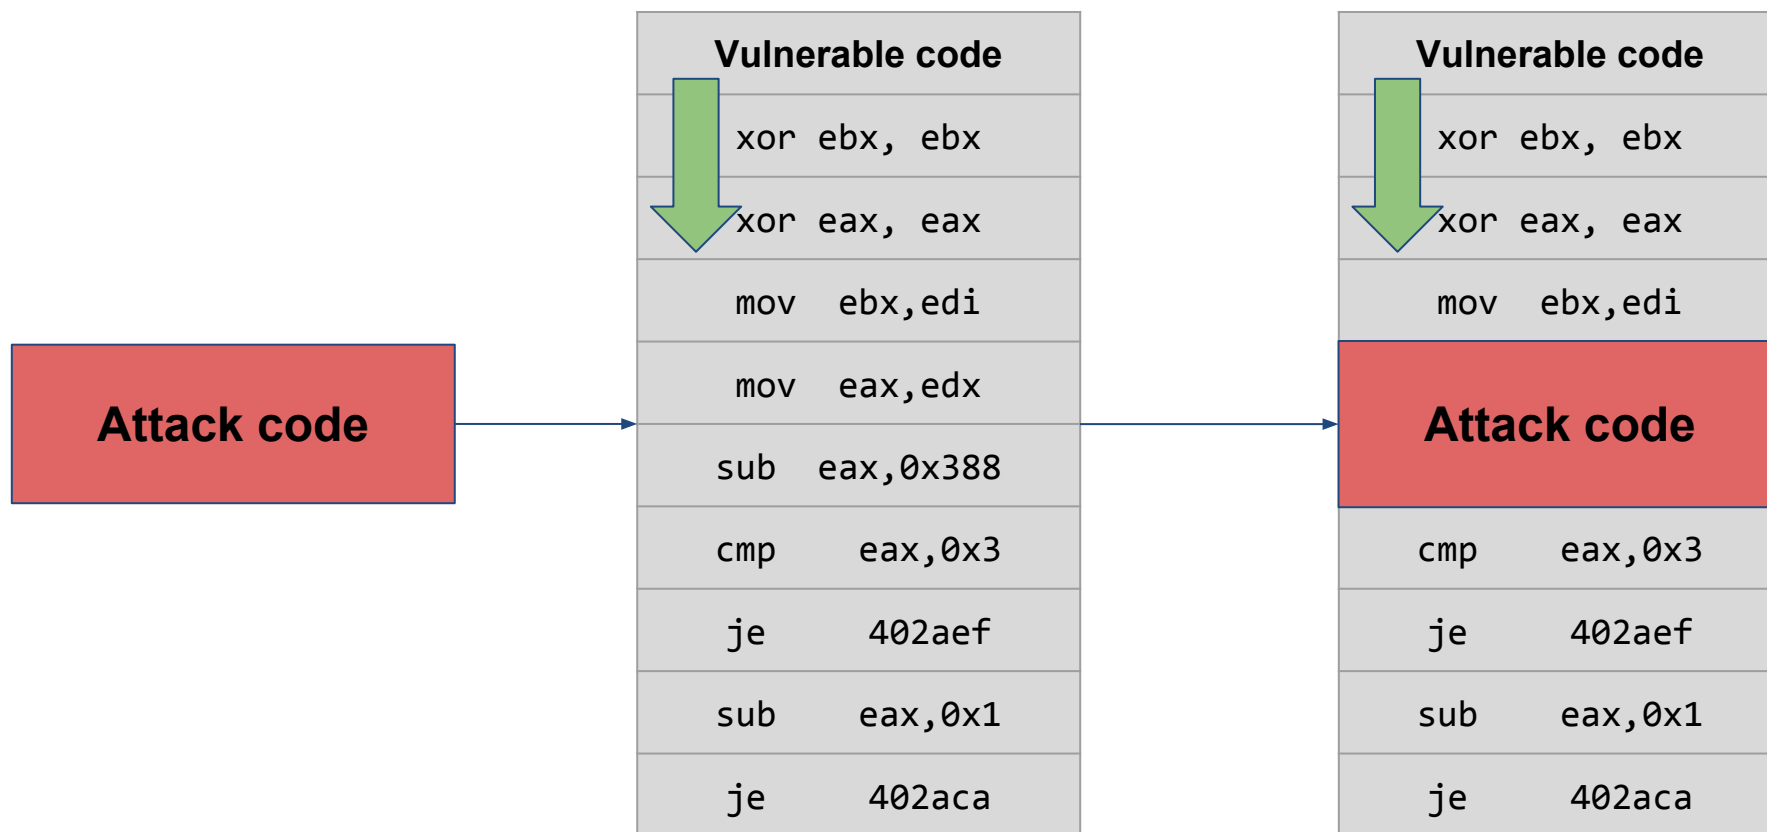 Attack code
Vulnerable code
xor ebx, ebx
xor eax, eax
mov ebx,edi
mov eax,edx
sub eax,0x388
cmp eax,0x3
je 402aef
sub eax,0x1
je 402aca
Vulnerable code
xor ebx, ebx
xor eax, eax
mov ebx,edi
Attack code
cmp eax,0x3
je 402aef
sub eax,0x1
je 402aca